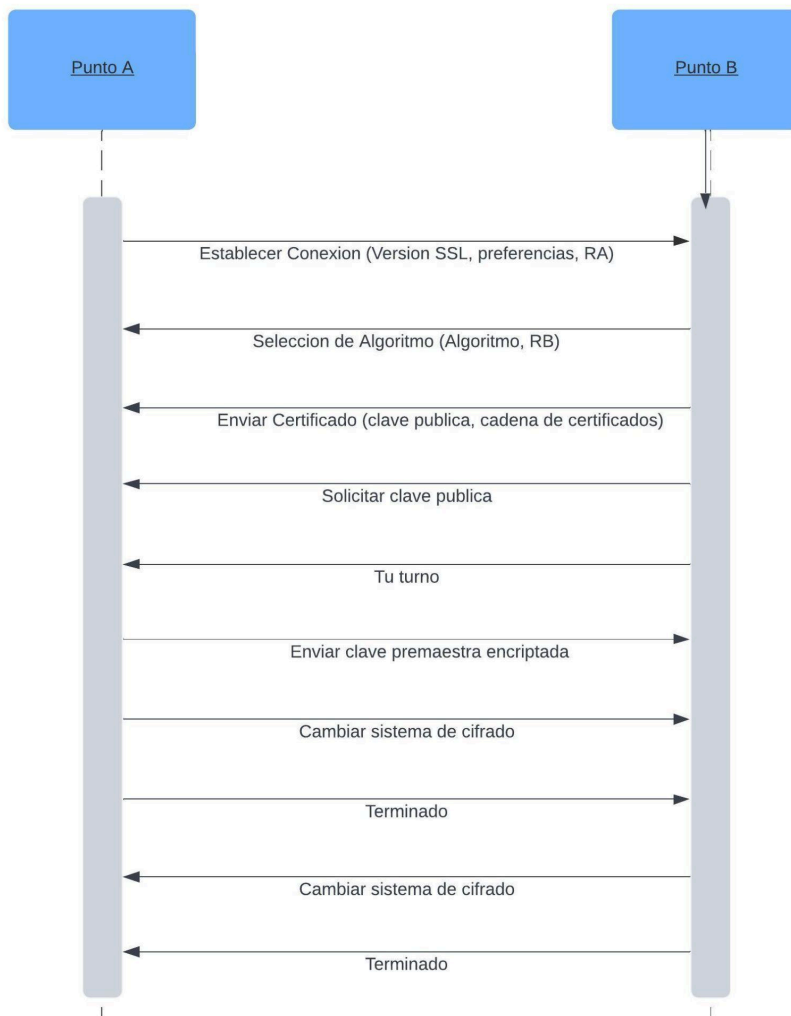 Punto A
Punto B
Establecer Conexion (Version SSL, preferencias, RA)
Seleccion de Algoritmo (Algoritmo, RB)
Enviar Certificado (clave publica, cadena de certificados)
Solicitar clave publica
Tu turno
Enviar clave premaestra encriptada
Cambiar sistema de cifrado
Terminado
Cambiar sistema de cifrado
Terminado